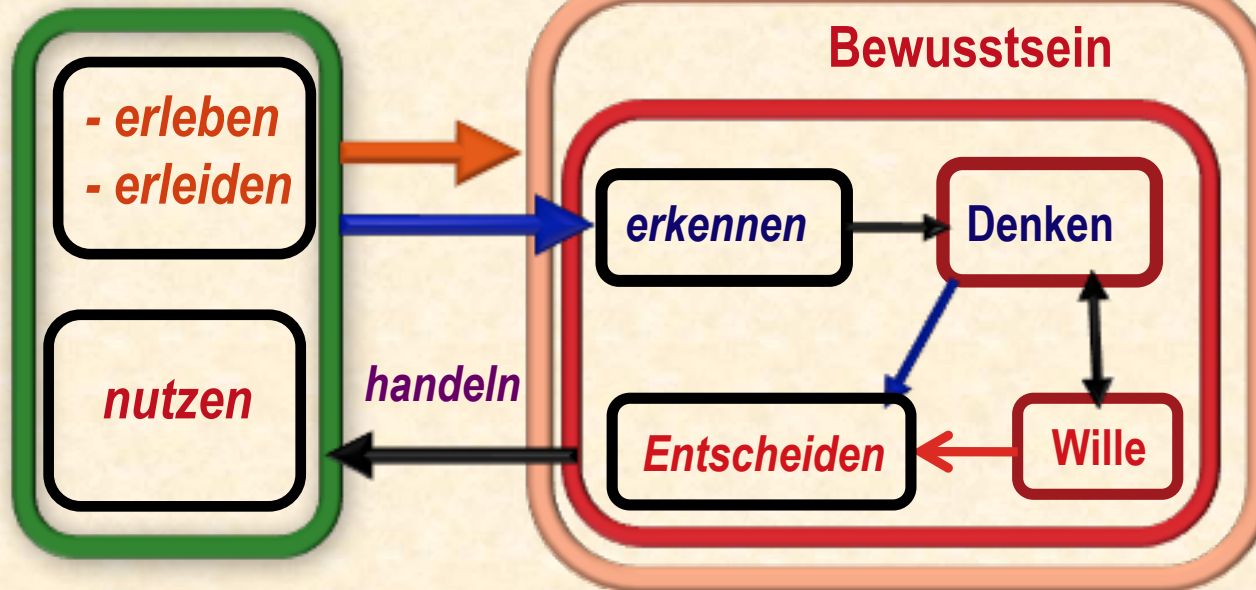 Bewusstsein
- erleben
- erleiden
erkennen
Denken
nutzen
handeln
Entscheiden
Wille